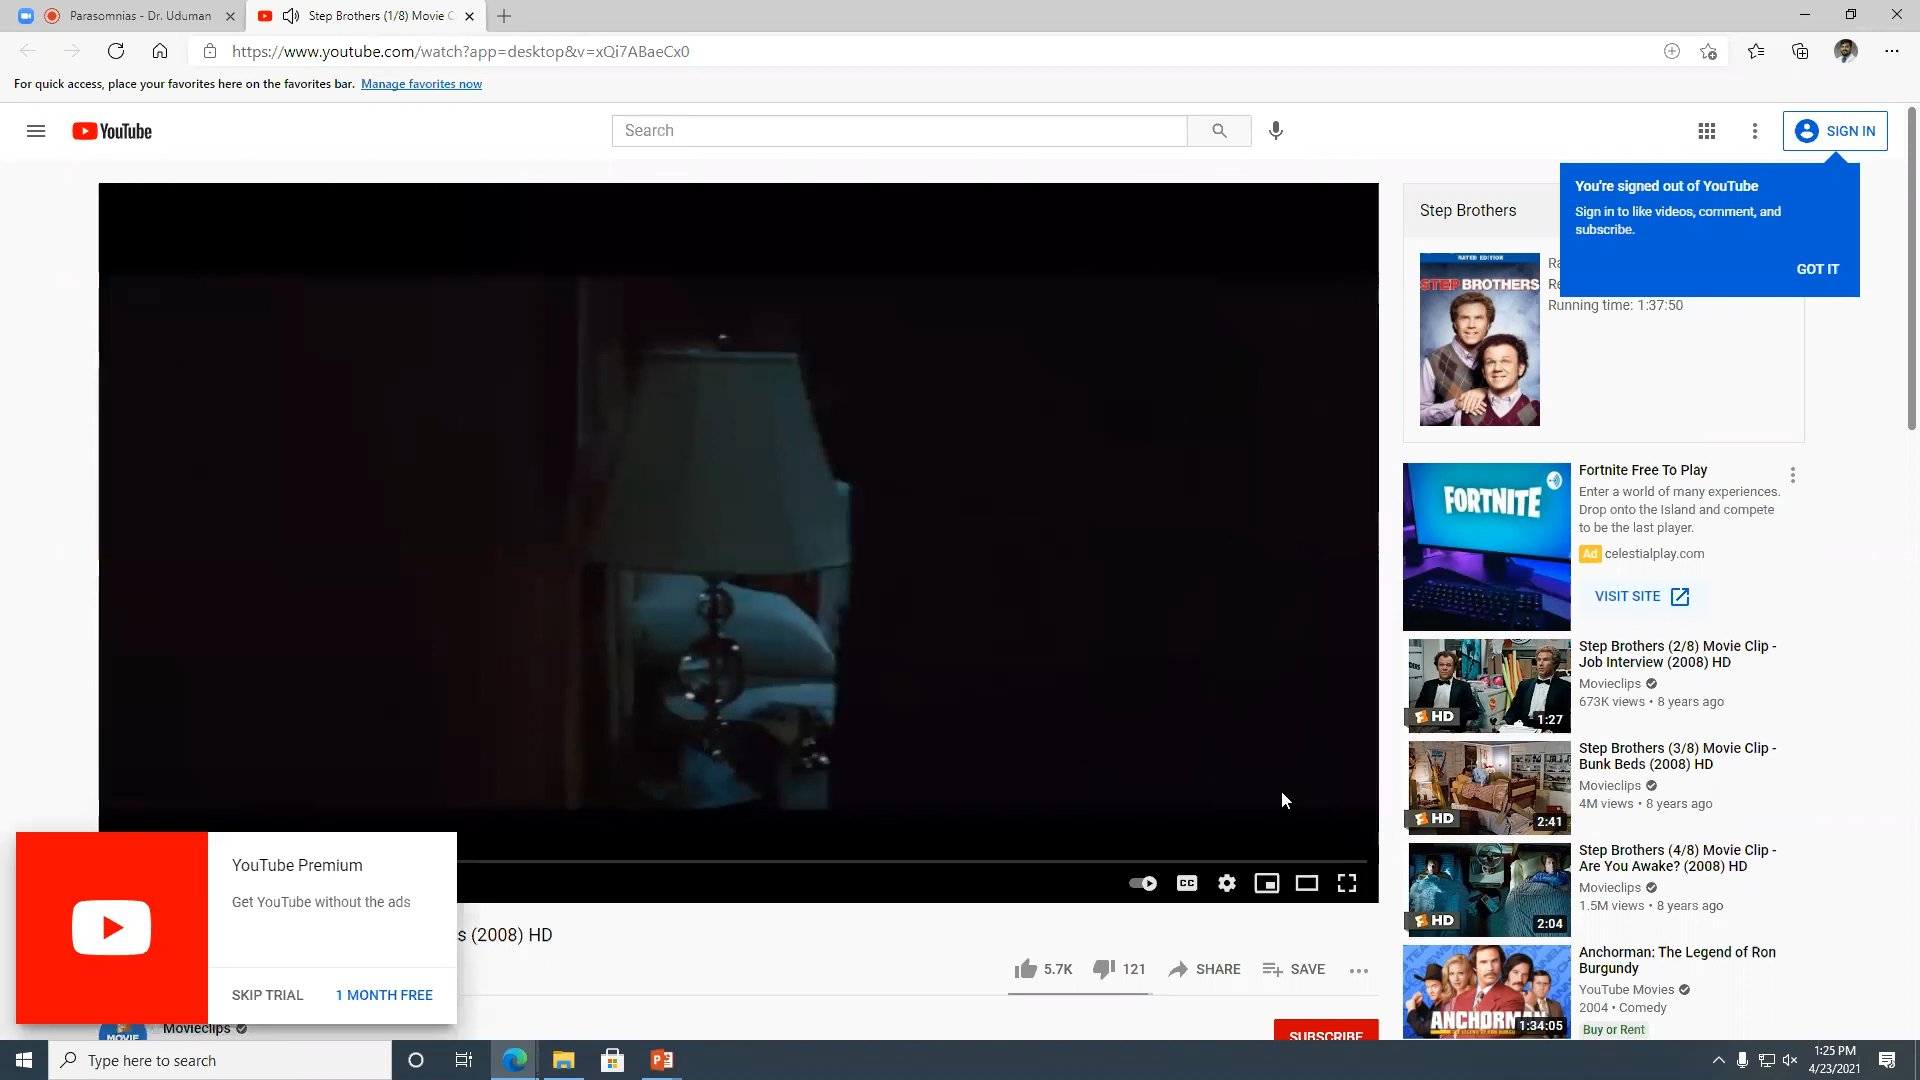 Parasomnias - Dr. Uduman
Step Brothers (1/8) Movie C
https://www.youtube.com/watch?app=desktop&v=xQi7ABaeCx0
For quick access, place your favorites here on the favorites bar. Manage favorites now
YouTube
Search
SIGN IN
You're signed out of YouTube
Sign in to like videos, comment, and
subscribe.
GOT IT
Step Brothers
Ra
Re
Running time: 1:37:50
STEP BROTHERS
FORTNITE
Fortnite Free To Play
Enter a world of many experiences.
Drop onto the Island and compete
to be the last player.
Ad celestialplay.com
VISIT SITE
Step Brothers (2/8) Movie Clip -
Job Interview (2008) HD
Movieclips
673K views • 8 years ago
HD
1:27
Step Brothers (3/8) Movie Clip -
Bunk Beds (2008) HD
Movieclips
4M views • 8 years ago
HD
2:41
Step Brothers (4/8) Movie Clip -
Are You Awake? (2008) HD
Movieclips
1.5M views • 8 years ago
HD
2:04
Anchorman: The Legend of Ron
Burgundy
YouTube Movies
2004 • Comedy
Buy or Rent
ANCHORMAN
1:34:05
CC
YouTube Premium
Get YouTube without the ads
SKIP TRIAL
1 MONTH FREE
s (2008) HD
5.7K
121
SHARE
SAVE
MOVIE
Movieclips
SUBSCRIBE
Type here to search
1:25 PM
4/23/2021